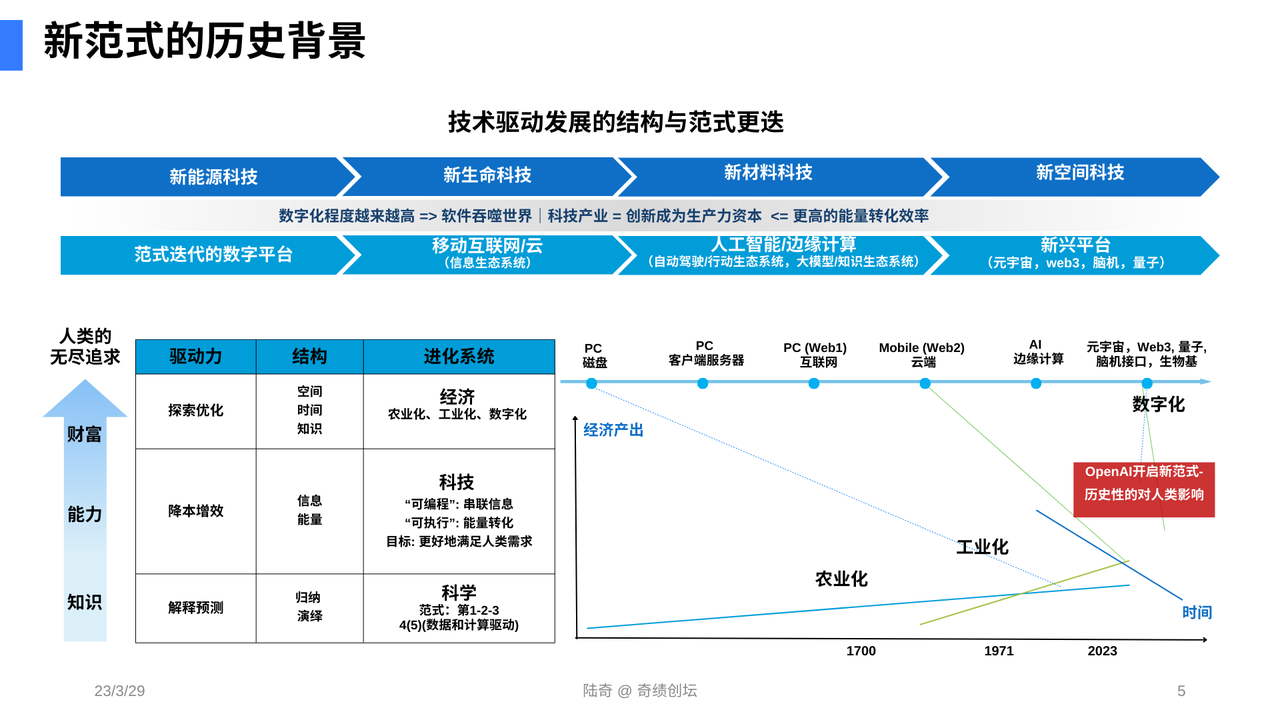 新范式的历史背景
技术驱动发展的结构与范式更迭
新能源科技
新生命科技
新材料科技
新空间科技
数字化程度越来越高 => 软件吞噬世界｜科技产业 = 创新成为生产力资本 <= 更高的能量转化效率
范式迭代的数字平台
移动互联网/云
（信息生态系统）
人工智能/边缘计算
（自动驾驶/行动生态系统，大模型/知识生态系统）
新兴平台
（元宇宙，web3，脑机，量子）
人类的
无尽追求
财富
能力
知识
驱动力
结构
进化系统
探索优化
空间
时间
知识
经济
农业化、工业化、数字化
降本增效
信息
能量
科技
“可编程”: 串联信息
“可执行”: 能量转化
目标: 更好地满足人类需求
解释预测
归纳
演绎
科学
范式：第1-2-3
4(5)(数据和计算驱动)
PC
磁盘
PC
客户端服务器
PC (Web1)
互联网
Mobile (Web2)
云端
AI
边缘计算
元宇宙，Web3, 量子,
脑机接口，生物基
数字化
经济产出
OpenAI开启新范式-
历史性的对人类影响
工业化
农业化
时间
1700
1971
2023
23/3/29
陆奇 @ 奇绩创坛
5